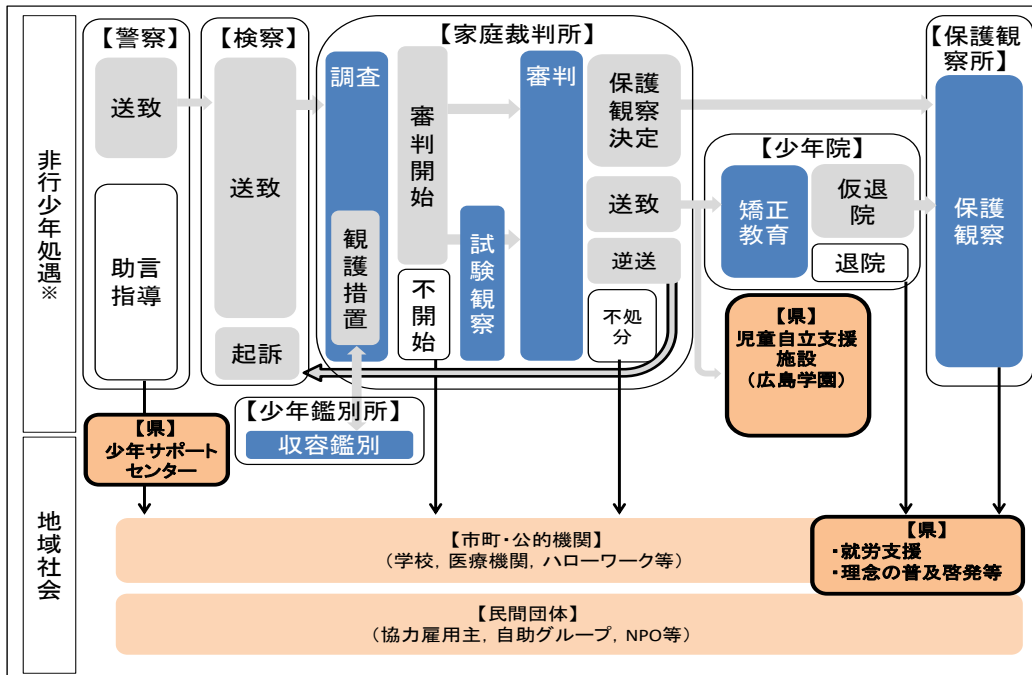 非行少年処遇※
【警察】
送致
助言
指導
【検察】
送致
起訴
【家庭裁判所】
調査
観護措置
審判開始
不開始
試験観察
審判
保護
観察
決定
送致
逆送
不処
分
【少年鑑別所】
収容鑑別
【少年院】
矯正
教育
仮退
院
退院
【県】
児童自立支援
施設
(広島学園)
【保護観
察所】
保護
観察
【県】
少年サポート
センター
地域社会
【市町・公的機関】
(学校,医療機関,ハローワーク等)
【県】
・就労支援
・理念の普及啓発等
【民間団体】
(協力雇用主,自助グループ,NPO等)